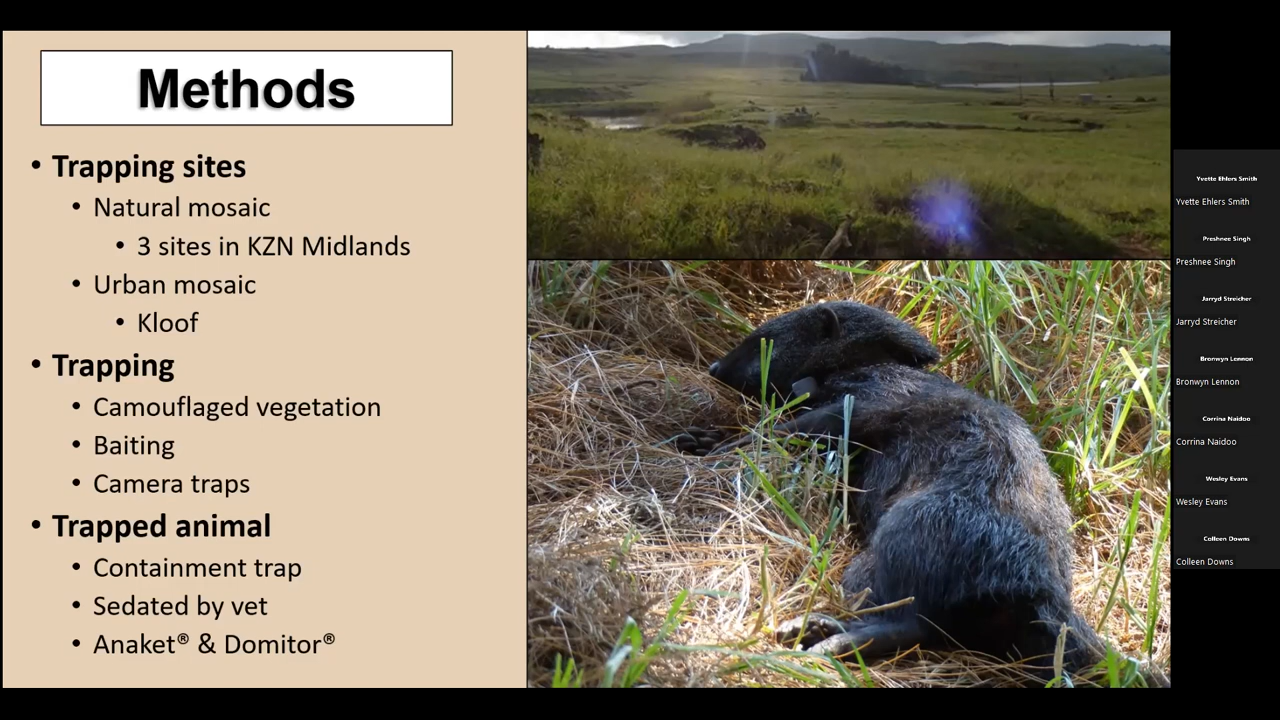 Methods
• Trapping sites
• Natural mosaic
• 3 sites in KZN Midlands
• Urban mosaic
• Kloof
• Trapping
• Camouflaged vegetation
• Baiting
• Camera traps
• Trapped animal
• Containment trap
• Sedated by vet
• Anaket® & Domitor®
Yvette Ehlers Smith
Yvette Ehlers Smith
Preshnee Singh
Preshnee Singh
Jarryd Streicher
Jarryd Streicher
Bronwyn Lennon
Bronwyn Lennon
Corrina Naidoo
Corrina Naidoo
Wesley Evans
Wesley Evans
Colleen Downs
Colleen Downs